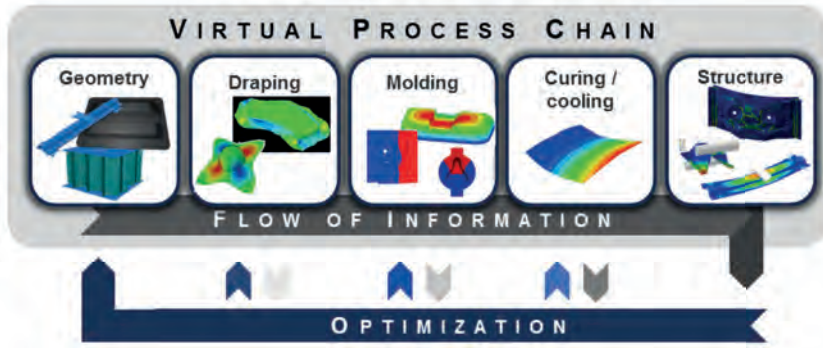 VIRTUAL PROCESS CHAIN
Geometry
Draping
Molding
Curing /
cooling
Structure
FLOW OF INFORMATION
OPTIMIZATION